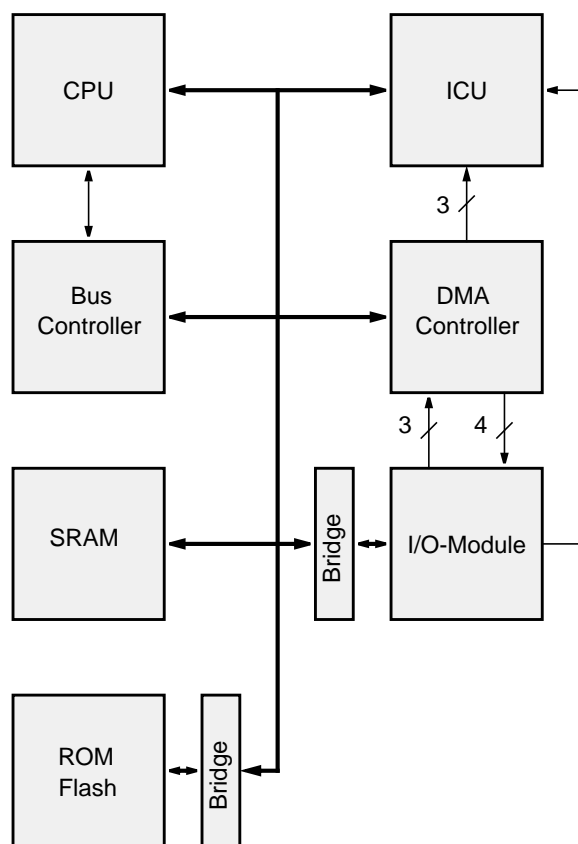 CPU
ICU
3
Bus
Controller
DMA
Controller
3
4
SRAM
Bridge
I/O-Module
ROM
Flash
Bridge